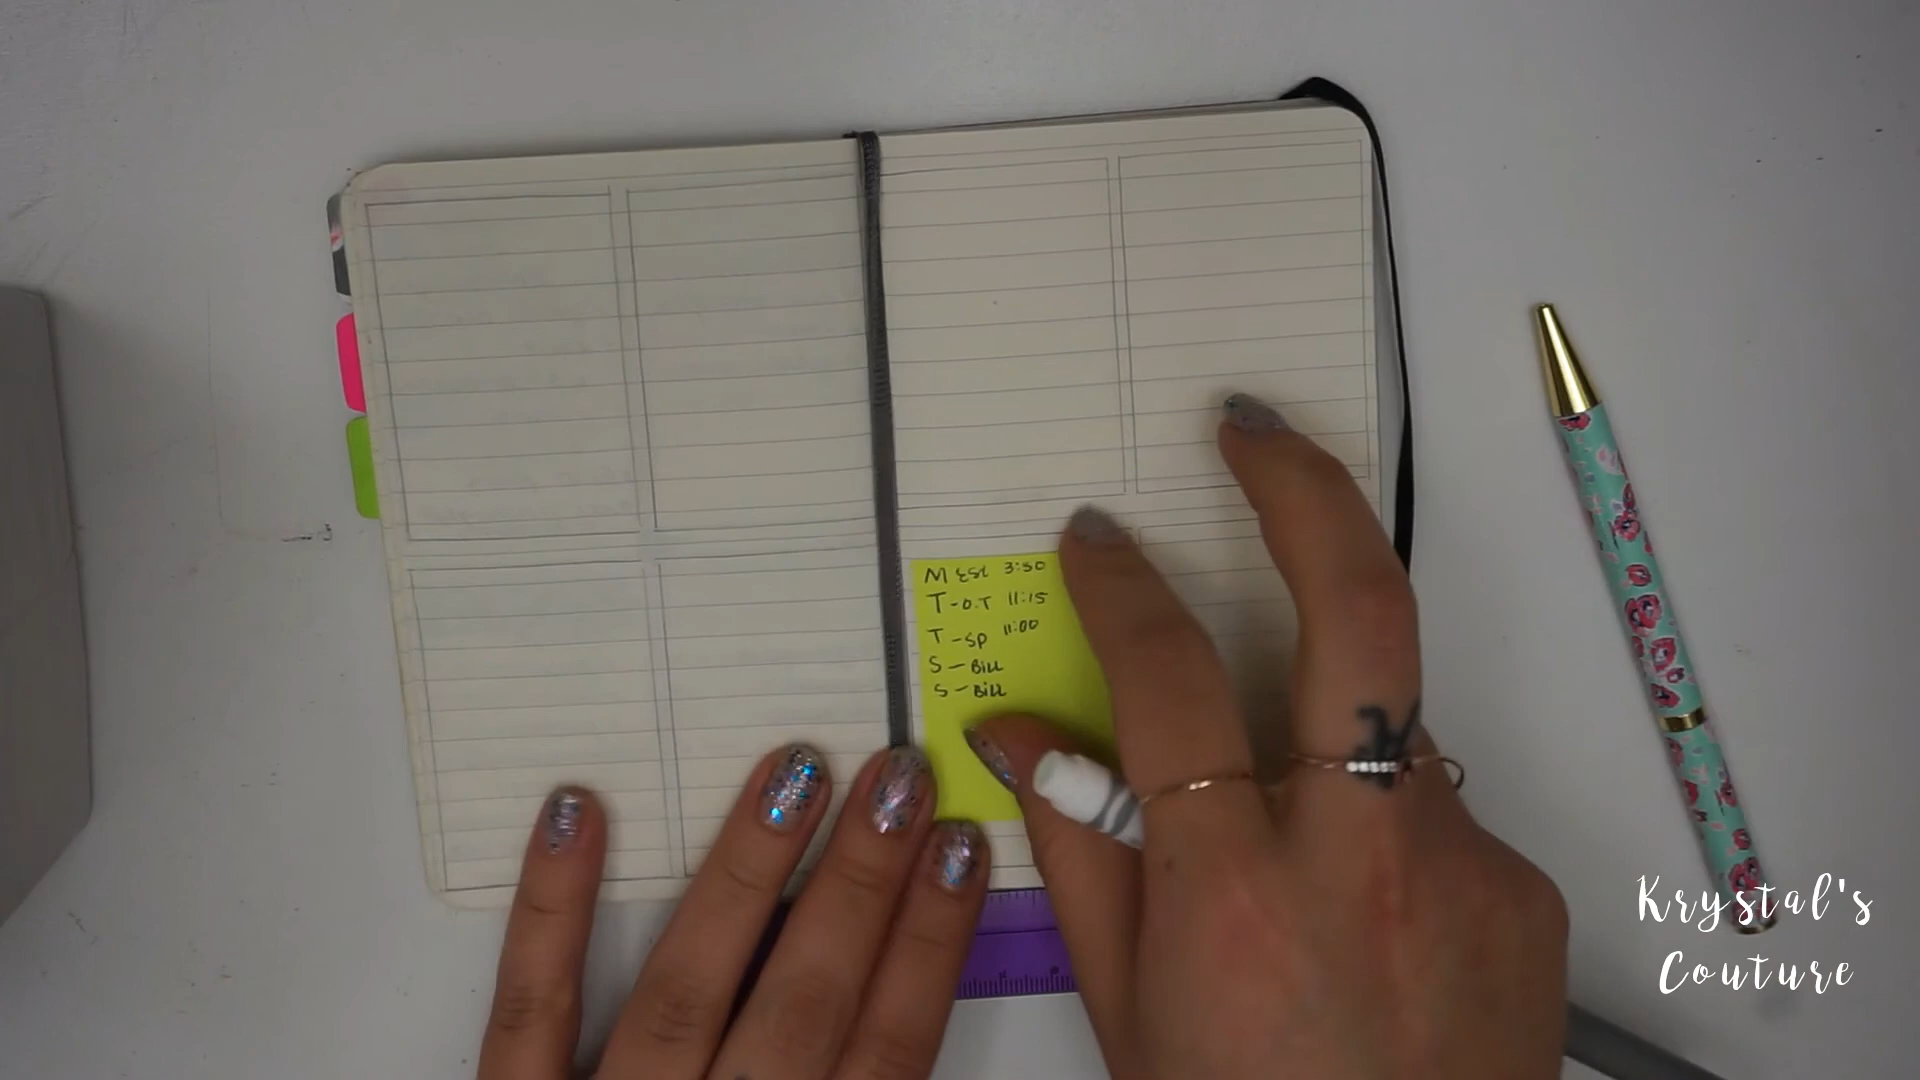 M ESL 3:30
T-O.T 11:15
T-SP 11:00
S-Bill
S-Bill
Krystal's
Couture